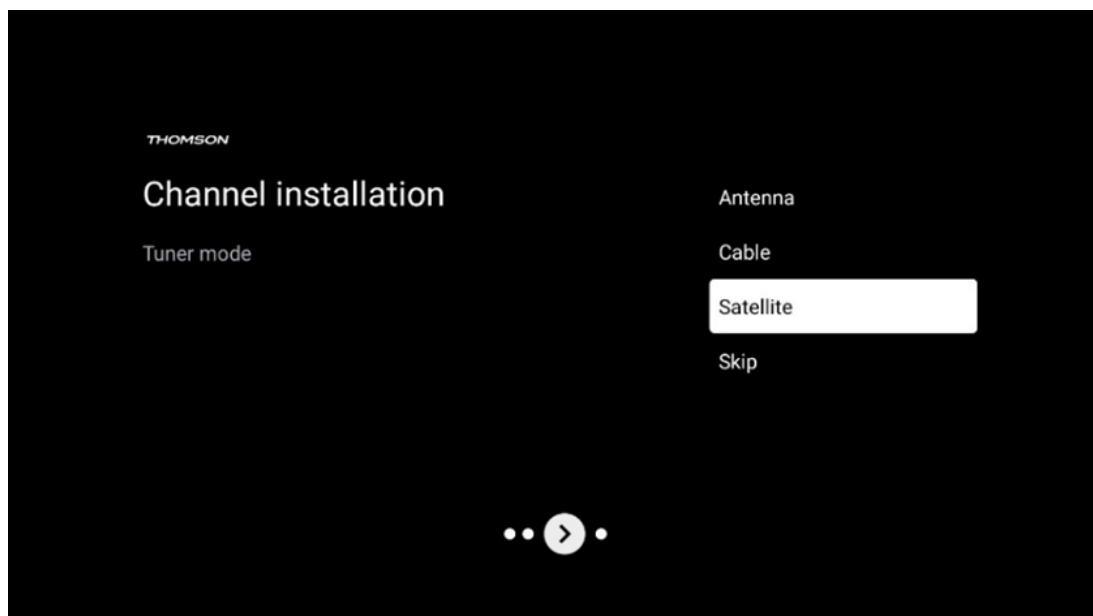 THOMSON
Channel installation
Tuner mode
Antenna
Cable
Satellite
Skip